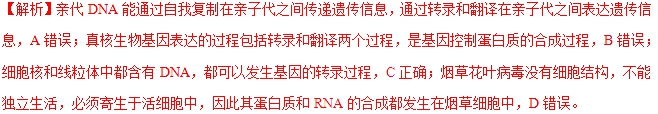 【解析】亲代 DNA 能通过自我复制在亲子代之间传递遗传信息，通过转录和翻译在亲子代之间表达遗传信
息，A 错误；真核生物基因表达的过程包括转录和翻译两个过程，是基因控制蛋白质的合成过程，B 错误；
细胞核和线粒体中都含有 DNA，都可以发生基因的转录过程，C 正确；烟草花叶病毒没有细胞结构，不能
独立生活，必须寄生于活细胞中，因此其蛋白质和 RNA 的合成都发生在烟草细胞中，D 错误。